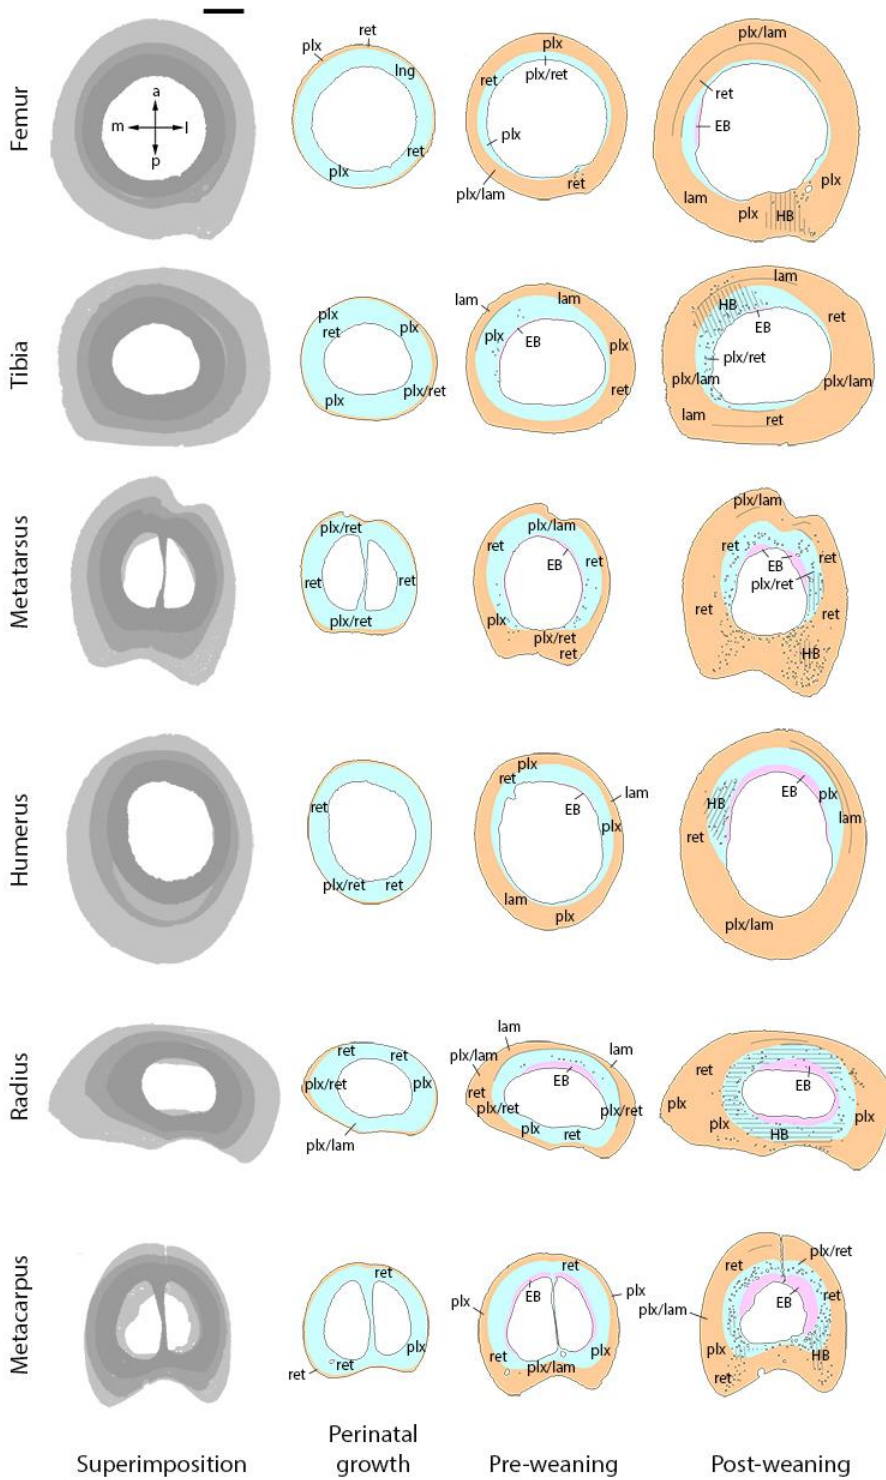 ret
plx
plx/lam
plx
plx
lng
ret
plx/ret
ret
a
m
l
EB
p
plx
plx
ret
plx
lam
plx
HB
plx/lam
ret
Femur
lam
lam
lam
HB
plx
EB
ret
ret
plx
plx
EB
plx
plx/ret
plx/lam
plx/ret
ret
plx/lam
plx
lam
ret
Tibia
plx/lam
plx/ret
plx/lam
ret
ret
ret
EB
EB
ret
ret
ret
plx/ret
ret
ret
plx
plx/ret
plx/ret
HB
ret
Metatarsus
plx
ret
lam
EB
EB
plx
ret
HB
lam
plx
ret
plx/ret
ret
lam
plx/lam
plx
Humerus
lam
lam
ret
ret
plx/lam
ret
EB
EB
plx/ret
plx
ret
plx/ret
plx/ret
plx
plx
plx
ret
HB
plx/lam
Radius
plx/ret
ret
ret
ret
EB
plx
plx
ret
EB
plx/lam
plx
ret
plx
plx
HB
ret
plx/lam
ret
ret
Metacarpus
Superimposition
Perinatal
growth
Pre-weaning
Post-weaning